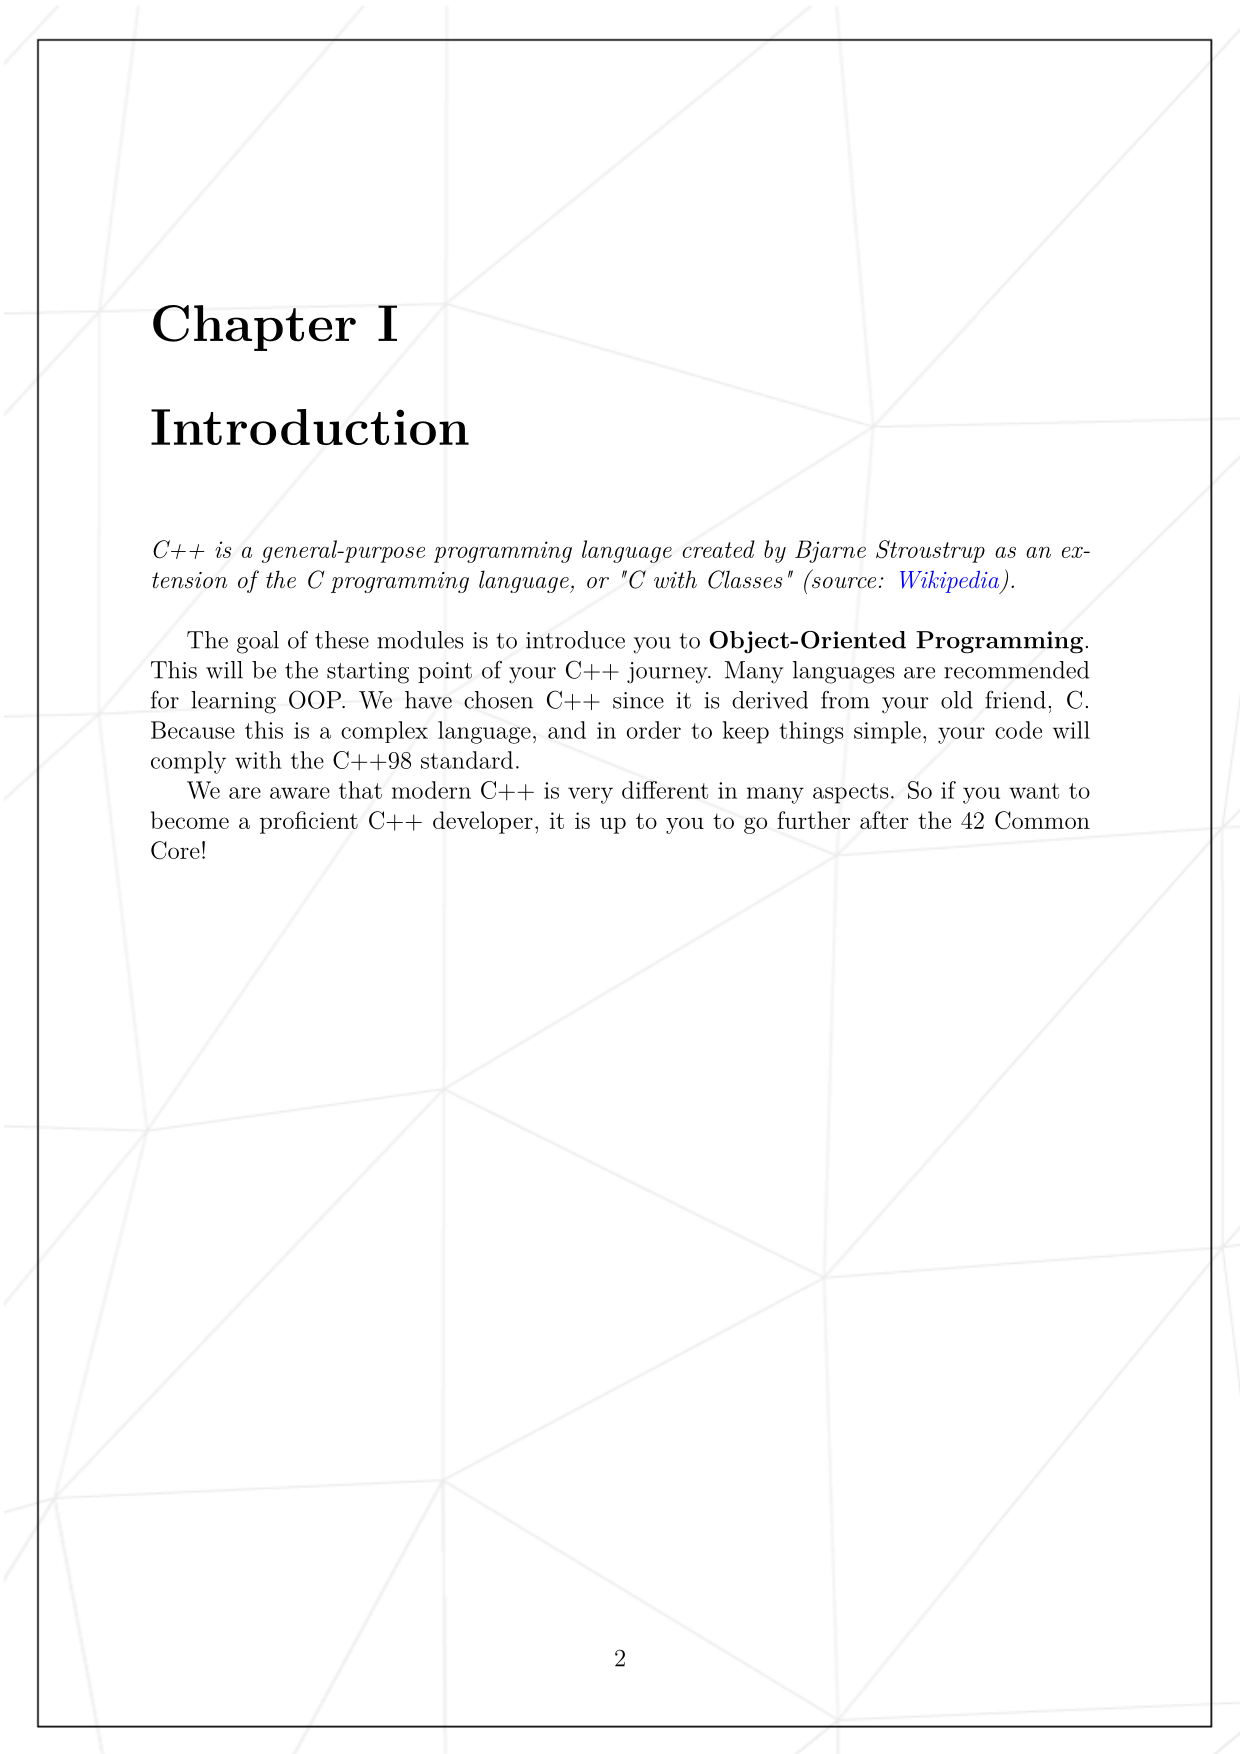 Chapter I
Introduction
C++ is a general-purpose programming language created by Bjarne Stroustrup as an ex-
tension of the C programming language, or "C with Classes" (source: Wikipedia).
The goal of these modules is to introduce you to Object-Oriented Programming.
This will be the starting point of your C++ journey. Many languages are recommended
for learning OOP. We have chosen C++ since it is derived from your old friend, C.
Because this is a complex language, and in order to keep things simple, your code will
comply with the C++98 standard.
We are aware that modern C++ is very different in many aspects. So if you want to
become a proficient C++ developer, it is up to you to go further after the 42 Common
Core!
2